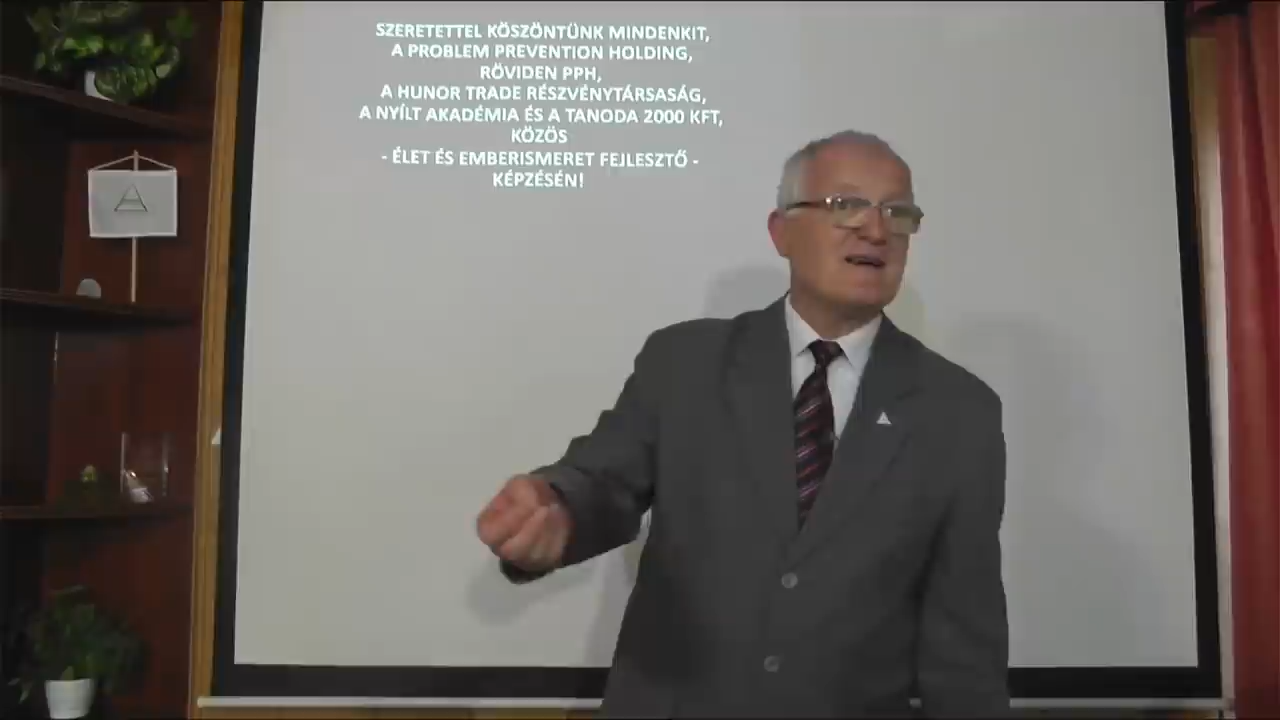 SZERETETTEL KÖSZÖNTÜNK MINDENKIT,
A PROBLEM PREVENTION HOLDING,
RÖVIDEN PPH,
A HUNOR TRADE RÉSZVÉNYTÁRSASÁG,
A NYÍLT AKADÉMIA ÉS A TANODA 2000 KFT,
KÖZÖS
- ÉLET ÉS EMBERISMERET FEJLESZTŐ -
KÉPZÉSÉN!